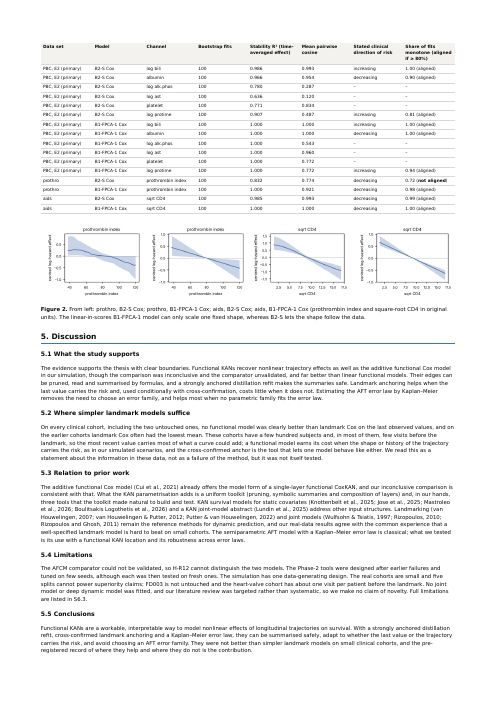 Data set Model Channel Bootstrap fits Stability R² (time-averaged effect) Mean pairwise cosine Stated clinical direction of risk Share of fits monotone (aligned if ≥ 80%)
PBC, E2 (primary) B2-S Cox log bili 100 0.986 0.993 increasing 1.00 (aligned)
PBC, E2 (primary) B2-S Cox albumin 100 0.966 0.954 decreasing 0.90 (aligned)
PBC, E2 (primary) B2-S Cox log alk.phos 100 0.780 0.287 – –
PBC, E2 (primary) B2-S Cox log ast 100 0.636 0.120 – –
PBC, E2 (primary) B2-S Cox platelet 100 0.771 0.834 – –
PBC, E2 (primary) B2-S Cox log protime 100 0.907 0.487 increasing 0.81 (aligned)
PBC, E2 (primary) B1-FPCA-1 Cox log bili 100 1.000 1.000 increasing 1.00 (aligned)
PBC, E2 (primary) B1-FPCA-1 Cox albumin 100 1.000 1.000 decreasing 1.00 (aligned)
PBC, E2 (primary) B1-FPCA-1 Cox log alk.phos 100 1.000 0.543 – –
PBC, E2 (primary) B1-FPCA-1 Cox log ast 100 1.000 0.960 – –
PBC, E2 (primary) B1-FPCA-1 Cox platelet 100 1.000 0.772 – –
PBC, E2 (primary) B1-FPCA-1 Cox log protime 100 1.000 0.772 increasing 0.94 (aligned)
prothro B2-S Cox prothrombin index 100 0.832 0.774 decreasing 0.72 (not aligned)
prothro B1-FPCA-1 Cox prothrombin index 100 1.000 0.921 decreasing 0.98 (aligned)
aids B2-S Cox sqrt CD4 100 0.985 0.993 decreasing 0.99 (aligned)
aids B1-FPCA-1 Cox sqrt CD4 100 1.000 1.000 decreasing 1.00 (aligned)
prothrombin index
prothrombin index
sqrt CD4
sqrt CD4
Figure 2. From left: prothro, B2-S Cox; prothro, B1-FPCA-1 Cox; aids, B2-S Cox; aids, B1-FPCA-1 Cox (prothrombin index and square-root CD4 in original
units). The linear-in-scores B1-FPCA-1 model can only scale one fixed shape, whereas B2-S lets the shape follow the data.
5. Discussion
5.1 What the study supports
The evidence supports the thesis with clear boundaries. Functional KANs recover nonlinear trajectory effects as well as the additive functional Cox model
in our simulation, though the comparison was inconclusive and the comparator unvalidated, and far better than linear functional models. Their edges can
be pruned, read and summarised by formulas, and a strongly anchored distillation refit makes the summaries safe. Landmark anchoring helps when the
last value carries the risk and, used conditionally with cross-confirmation, costs little when it does not. Estimating the AFT error law by Kaplan–Meier
removes the need to choose an error family, and helps most when no parametric family fits the error law.
5.2 Where simpler landmark models suffice
On every clinical cohort, including the two untouched ones, no functional model was clearly better than landmark Cox on the last observed values, and on
the earlier cohorts landmark Cox often had the lowest mean. These cohorts have a few hundred subjects and, in most of them, few visits before the
landmark, so the most recent value carries most of what a curve could add; a functional model earns its cost when the shape or history of the trajectory
carries the risk, as in our simulated scenarios, and the cross-confirmed anchor is the tool that lets one model behave like either. We read this as a
statement about the information in these data, not as a failure of the method, but it was not itself tested.
5.3 Relation to prior work
The additive functional Cox model (Cui et al., 2021) already offers the model form of a single-layer functional CoxKAN, and our inconclusive comparison is
consistent with that. What the KAN parametrisation adds is a uniform toolkit (pruning, symbolic summaries and composition of layers) and, in our hands,
three tools that the toolkit made natural to build and test. KAN survival models for static covariates (Knottenbelt et al., 2025; Jose et al., 2025; Mastroleo
et al., 2026; Boulitsakis Logothetis et al., 2026) and a KAN joint-model abstract (Lundin et al., 2025) address other input structures. Landmarking (van
Houwelingen, 2007; van Houwelingen & Putter, 2012; Putter & van Houwelingen, 2022) and joint models (Wulfsohn & Tsiatis, 1997; Rizopoulos, 2010;
Rizopoulos and Ghosh, 2011) remain the reference methods for dynamic prediction, and our real-data results agree with the common experience that a
well-specified landmark model is hard to beat on small cohorts. The semiparametric AFT model with a Kaplan–Meier error law is classical; what we test is
its use with a functional KAN location and its robustness across error laws.
5.4 Limitations
The AFCM comparator could not be validated, so H-R12 cannot distinguish the two models. The Phase-2 tools were designed after earlier failures and
tuned on few seeds, although each was then tested on fresh ones. The simulation has one data-generating design. The real cohorts are small and five
splits cannot power superiority claims; FD003 is not untouched and the heart-valve cohort has about one visit per patient before the landmark. No joint
model or deep dynamic model was fitted, and our literature review was targeted rather than systematic, so we make no claim of novelty. Full limitations
are listed in S6.3.
5.5 Conclusions
Functional KANs are a workable, interpretable way to model nonlinear effects of longitudinal trajectories on survival. With a strongly anchored distillation
refit, cross-confirmed landmark anchoring and a Kaplan–Meier error law, they can be summarised safely, adapt to whether the last value or the trajectory
carries the risk, and avoid choosing an AFT error family. They were not better than simpler landmark models on small clinical cohorts, and the pre-
registered record of where they help and where they do not is the contribution.